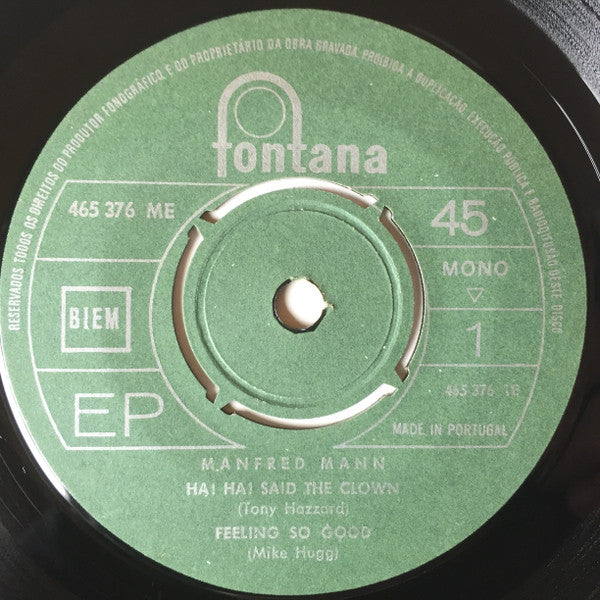 RESERVADOS TODOS OS DIREITOS DO PRODUTOR FONOGRÁFICO E DO PROPRIETÁRIO DA OBRA GRAVADA. PROIBIDA A DUPLICAÇÃO, EXECUÇÃO PÚBLICA E RADIODIFUSÃO DESTE DISCO
fontana
465 376 ME
45
MONO
BIEM
1
EP
465 376 1E
MADE IN PORTUGAL
MANFRED MANN
HA! HA! SAID THE CLOWN
(Tony Hazzard)
FEELING SO GOOD
(Mike Hugg)